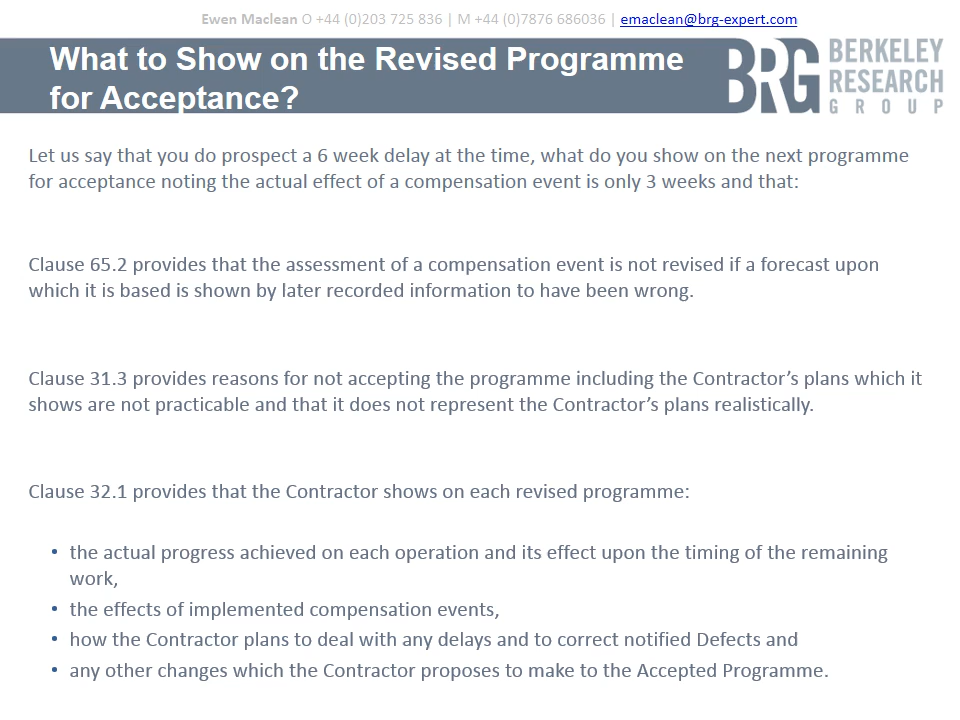 Ewen Maclean O +44 (0)203 725 836 | M +44 (0)7876 686036 | emaclean@brg-expert.com
What to Show on the Revised Programme
for Acceptance?
BRG BERKELEY
RESEARCH
GROUP
Let us say that you do prospect a 6 week delay at the time, what do you show on the next programme
for acceptance noting the actual effect of a compensation event is only 3 weeks and that:
Clause 65.2 provides that the assessment of a compensation event is not revised if a forecast upon
which it is based is shown by later recorded information to have been wrong.
Clause 31.3 provides reasons for not accepting the programme including the Contractor’s plans which it
shows are not practicable and that it does not represent the Contractor’s plans realistically.
Clause 32.1 provides that the Contractor shows on each revised programme:
• the actual progress achieved on each operation and its effect upon the timing of the remaining
work,
• the effects of implemented compensation events,
• how the Contractor plans to deal with any delays and to correct notified Defects and
• any other changes which the Contractor proposes to make to the Accepted Programme.